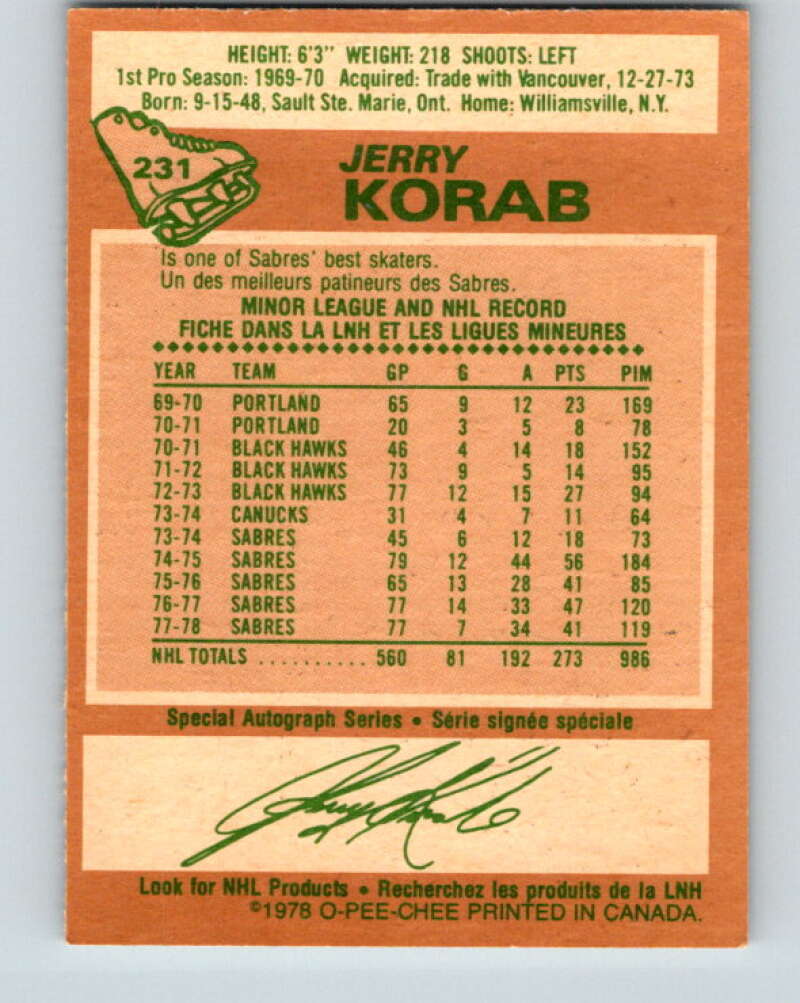 HEIGHT: 6'3" WEIGHT: 218 SHOOTS: LEFT
1st Pro Season: 1969-70 Acquired: Trade with Vancouver, 12-27-73
Born: 9-15-48, Sault Ste. Marie, Ont. Home: Williamsville, N.Y.
231
JERRY
KORAB
Is one of Sabres' best skaters.
Un des meilleurs patineurs des Sabres.
MINOR LEAGUE AND NHL RECORD
FICHE DANS LA LNH ET LES LIGUES MINEURES
YEAR TEAM GP G A PTS PIM
69-70 PORTLAND 65 9 12 23 169
70-71 PORTLAND 20 3 5 8 78
70-71 BLACK HAWKS 46 4 14 18 152
71-72 BLACK HAWKS 73 9 5 14 95
72-73 BLACK HAWKS 77 12 15 27 94
73-74 CANUCKS 31 4 7 11 64
73-74 SABRES 45 6 12 18 73
74-75 SABRES 79 12 44 56 184
75-76 SABRES 65 13 28 41 85
76-77 SABRES 77 14 33 47 120
77-78 SABRES 77 7 34 41 119
NHL TOTALS .......... 560 81 192 273 986
Special Autograph Series • Série signée spéciale
Jerry Korab
Look for NHL Products • Recherchez les produits de la LNH
©1978 O-PEE-CHEE PRINTED IN CANADA.